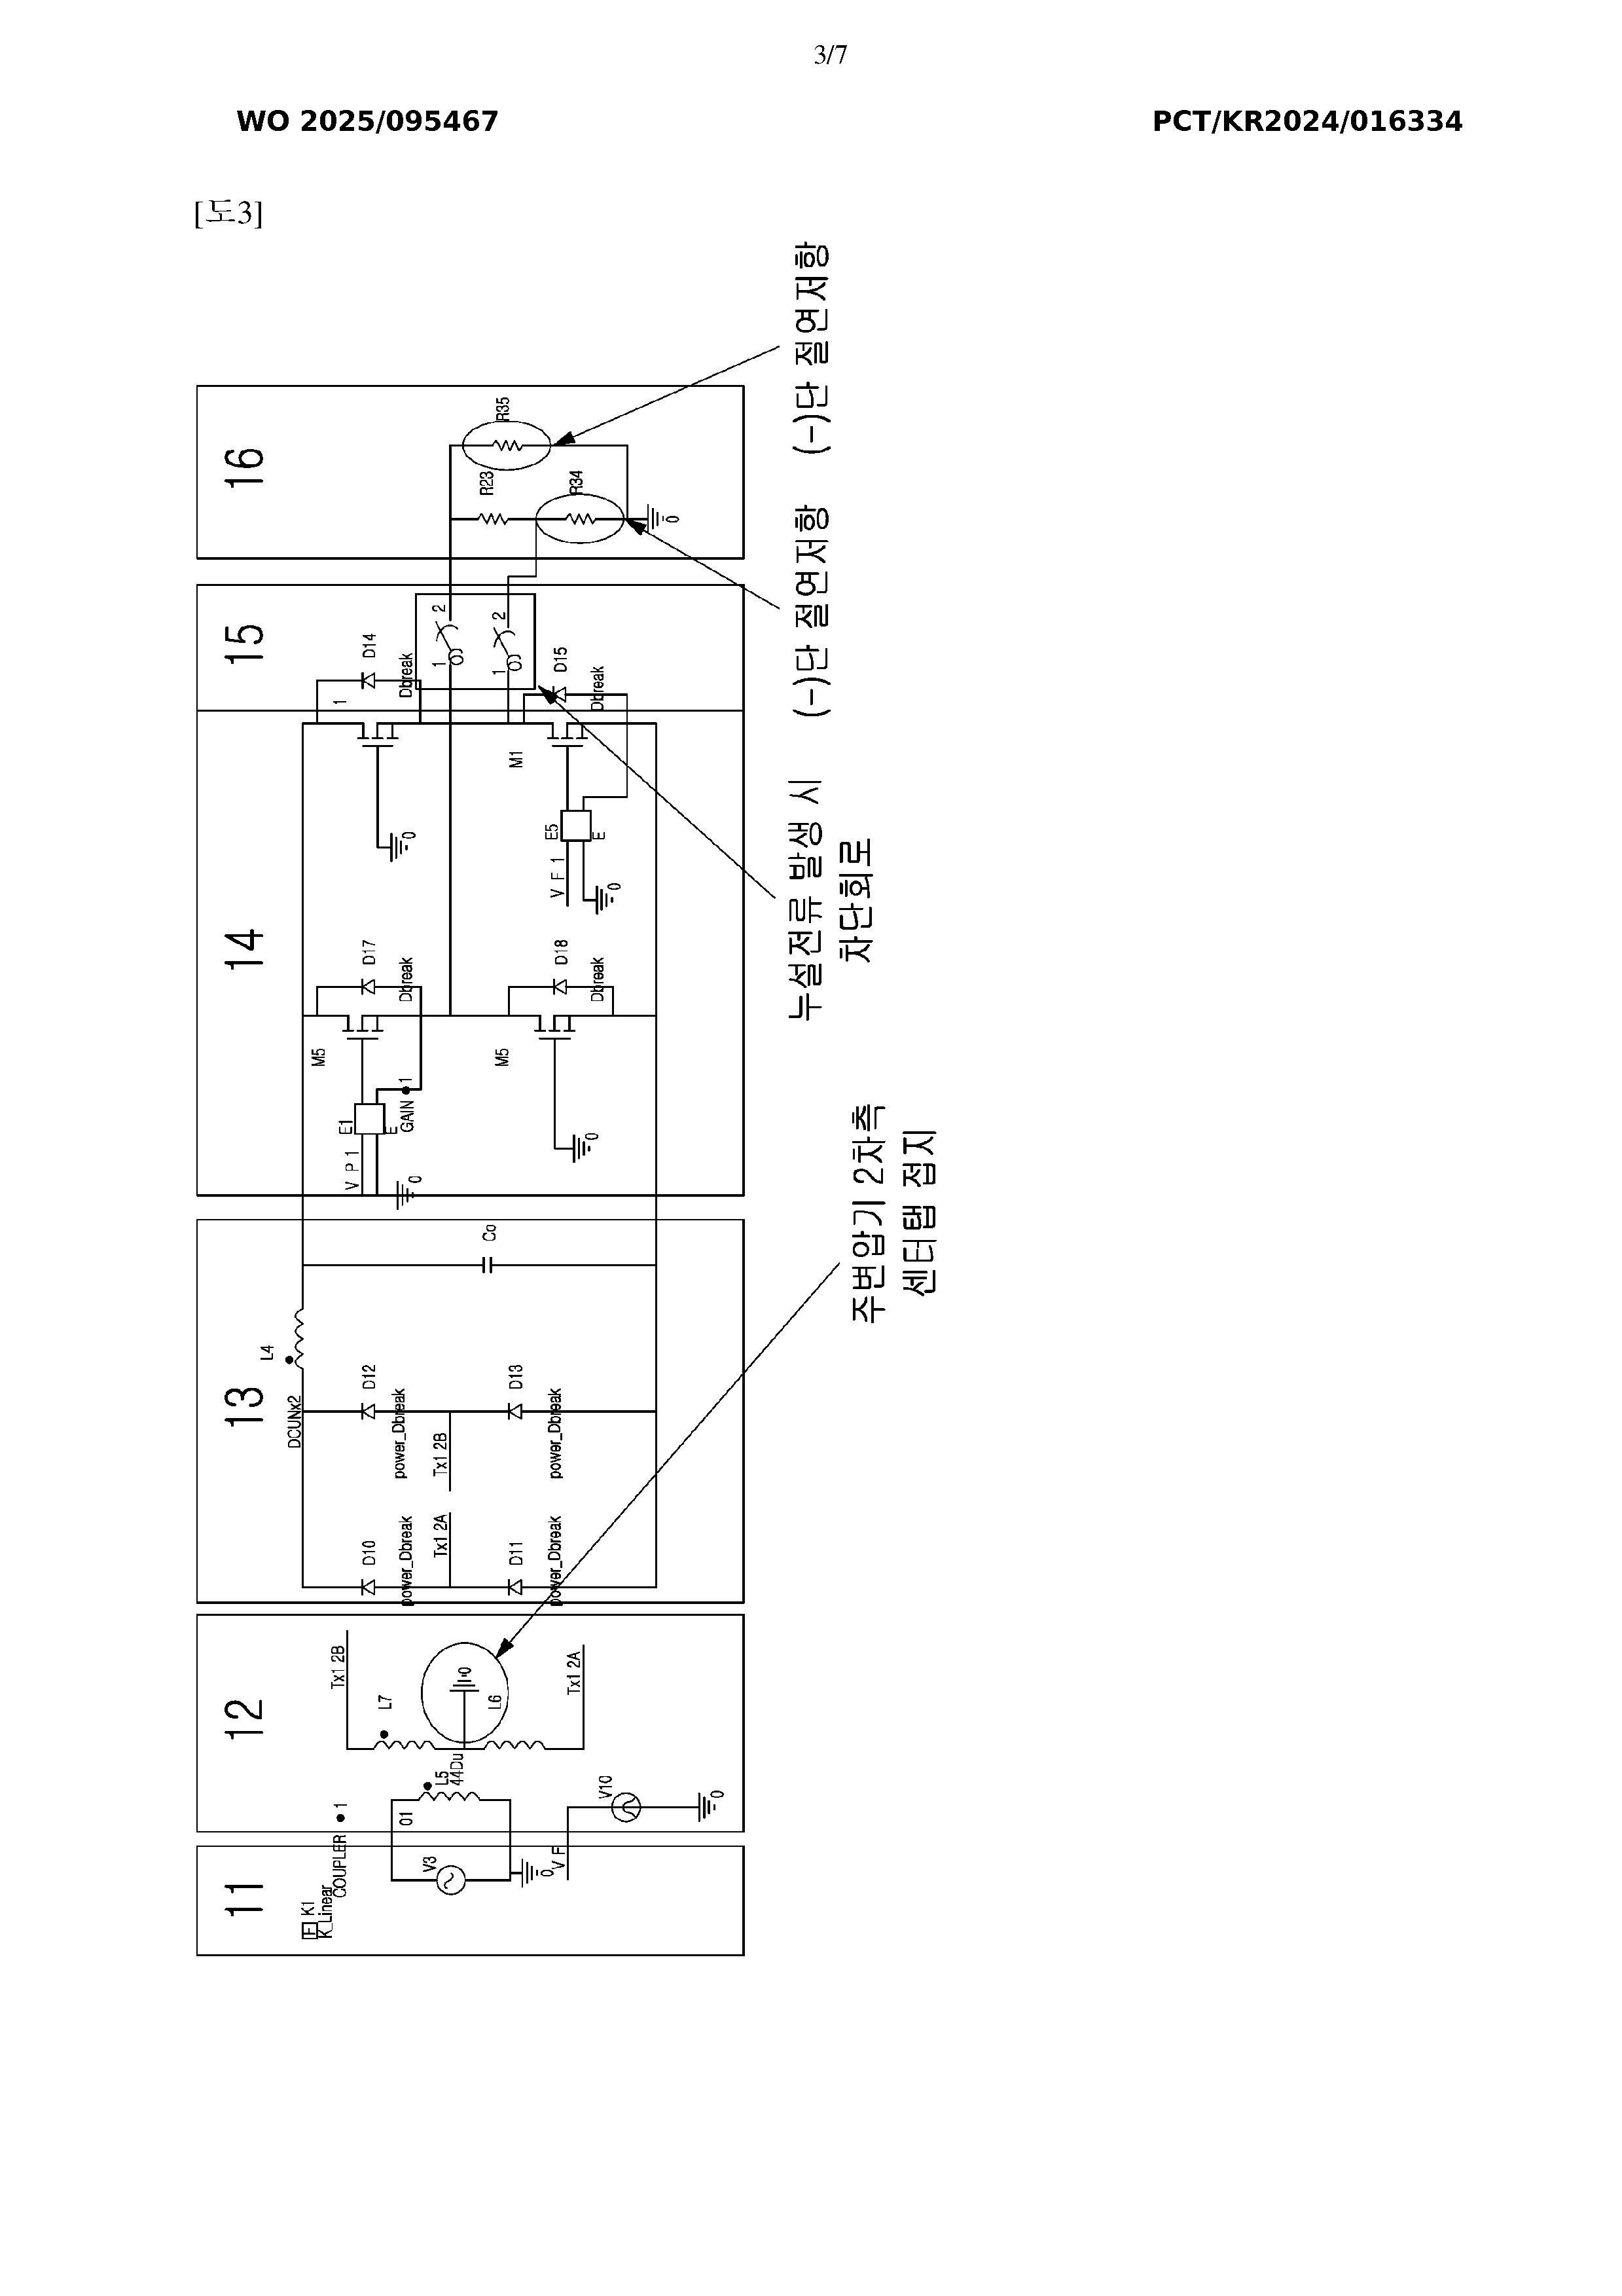 3/7
WO 2025/095467
PCT/KR2024/016334
[도3]
11
K1
K_Linear
COUPLER
1
V3
0
V F
12
01
L5
44Du
V10
0
Tx1 2B
L7
0
L6
Tx1 2A
13
DCUNx2
L4
D10
power_Dbreak
Tx1 2A
D11
power_Dbreak
D12
power_Dbreak
Tx1 2B
D13
power_Dbreak
Co
14
V P 1
0
E1
E
GAIN
1
M5
D17
Dbreak
M5
0
D18
Dbreak
0
V F 1
0
E5
E
M1
15
1
D14
Dbreak
1
2
1
2
D15
Dbreak
16
R23
R34
0
R35
주변압기 2차측
센터탭 접지
누설전류 발생 시
차단회로
(-)단 절연저항
(-)단 절연저항